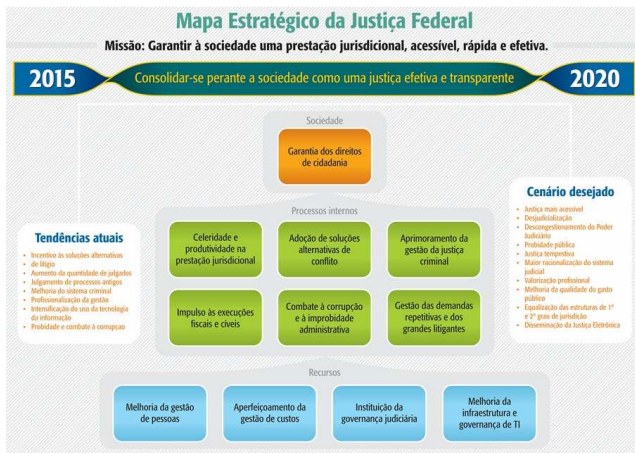 Mapa Estratégico da Justiça Federal
Missão: Garantir à sociedade uma prestação jurisdicional, acessível, rápida e efetiva.
2015
Consolidar-se perante a sociedade como uma justiça efetiva e transparente
2020
Sociedade
Garantia dos direitos
de cidadania
Processos internos
Celeridade e
produtividade na
prestação jurisdicional
Adoção de soluções
alternativas de
conflito
Aprimoramento da
gestão da justiça
criminal
Impulso às execuções
fiscais e cíveis
Combate à corrupção
e à improbidade
administrativa
Gestão das demandas
repetitivas e dos
grandes litigantes
Tendências atuais
• Incentivo às soluções alternativas
• de litígio
• Aumento da quantidade de julgados
• Julgamento de processos antigos
• Melhoria do sistema criminal
• Profissionalização da gestão
• Intensificação do uso da tecnologia
da informação
• Probidade e combate à corrupçao
Cenário desejado
• Justiça mais acessível
• Desjudicialização
• Descongestionamento do Poder
Judiciário
• Probidade pública
• Justiça tempestiva
• Maior racionalização do sistema
judicial
• Valorização profissional
• Melhoria da qualidade do gasto
público
• Equalização das estruturas de 1º
e 2º grau de jurisdição
• Disseminação da Justiça Eletrônica
Recursos
Melhoria da gestão
de pessoas
Aperfeiçoamento da
gestão de custos
Instituição da
governança judiciária
Melhoria da
infraestrutura e
governança de TI